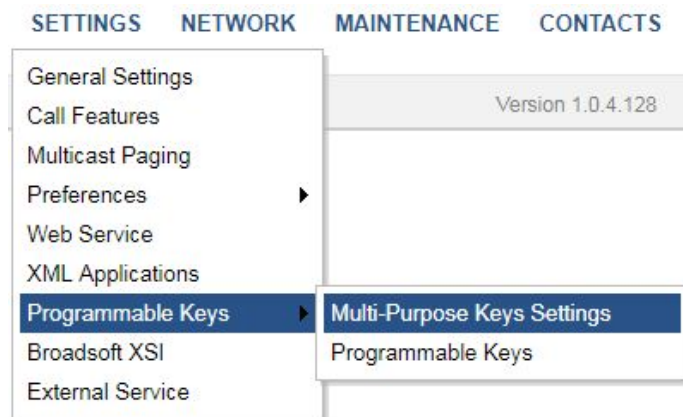 SETTINGS NETWORK MAINTENANCE CONTACTS
Version 1.0.4.128
General Settings
Call Features
Multicast Paging
Preferences
Web Service
XML Applications
Programmable Keys
Multi-Purpose Keys Settings
Programmable Keys
Broadsoft XSI
External Service